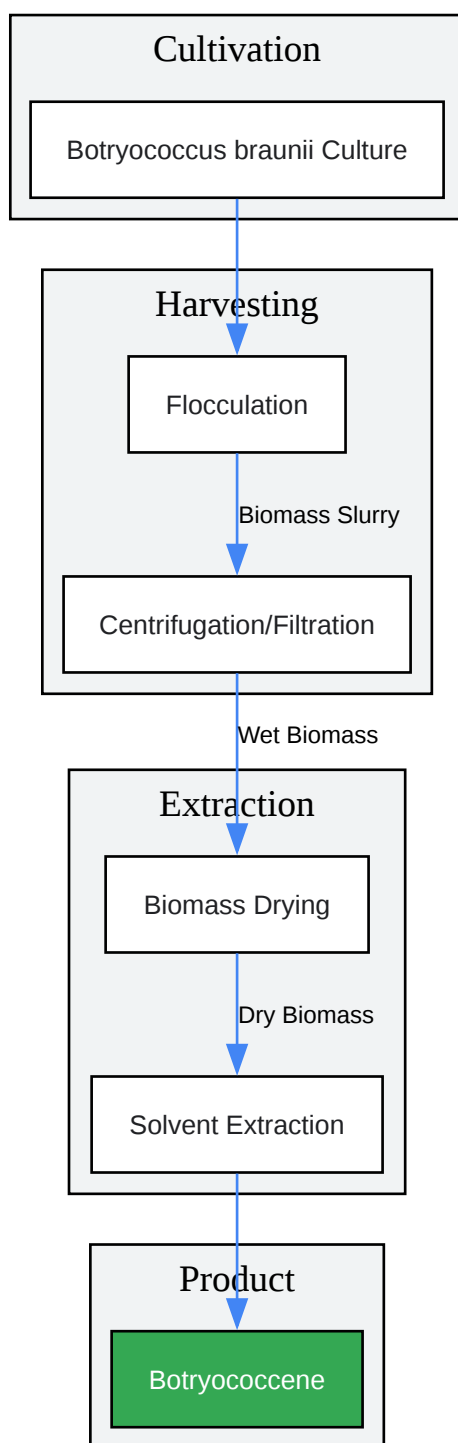 Cultivation
Botryococcus braunii Culture
Harvesting
Flocculation
Biomass Slurry
Centrifugation/Filtration
Wet Biomass
Extraction
Biomass Drying
Dry Biomass
Solvent Extraction
Product
Botryococcene